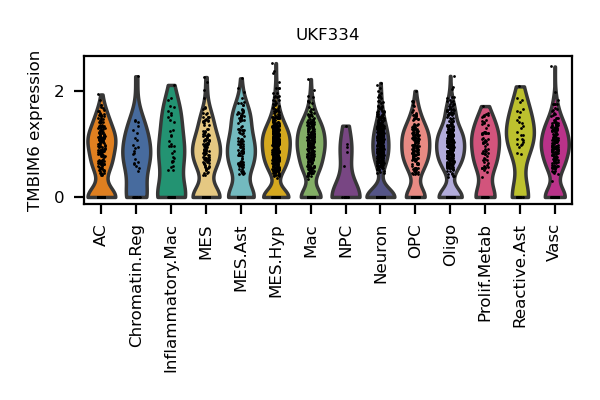 UKF334
TMBIM6 expression
2
0
AC
Chromatin.Reg
Inflammatory.Mac
MES
MES.Ast
MES.Hyp
Mac
NPC
Neuron
OPC
Oligo
Prolif.Metab
Reactive.Ast
Vasc